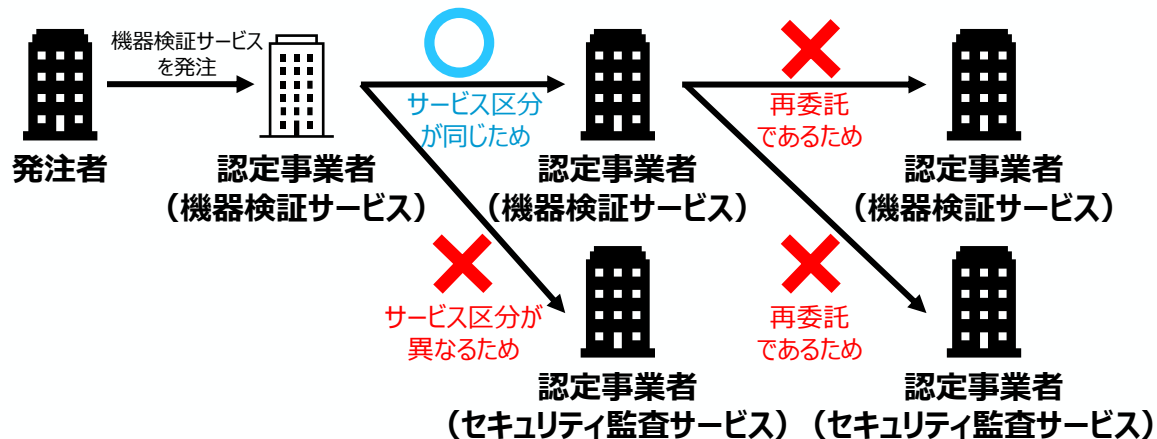 機器検証サービス
を発注
サービス区分
が同じため
再委託
であるため
発注者
認定事業者
（機器検証サービス）
認定事業者
（機器検証サービス）
認定事業者
（機器検証サービス）
サービス区分が
異なるため
再委託
であるため
認定事業者
（セキュリティ監査サービス）
認定事業者
（セキュリティ監査サービス）